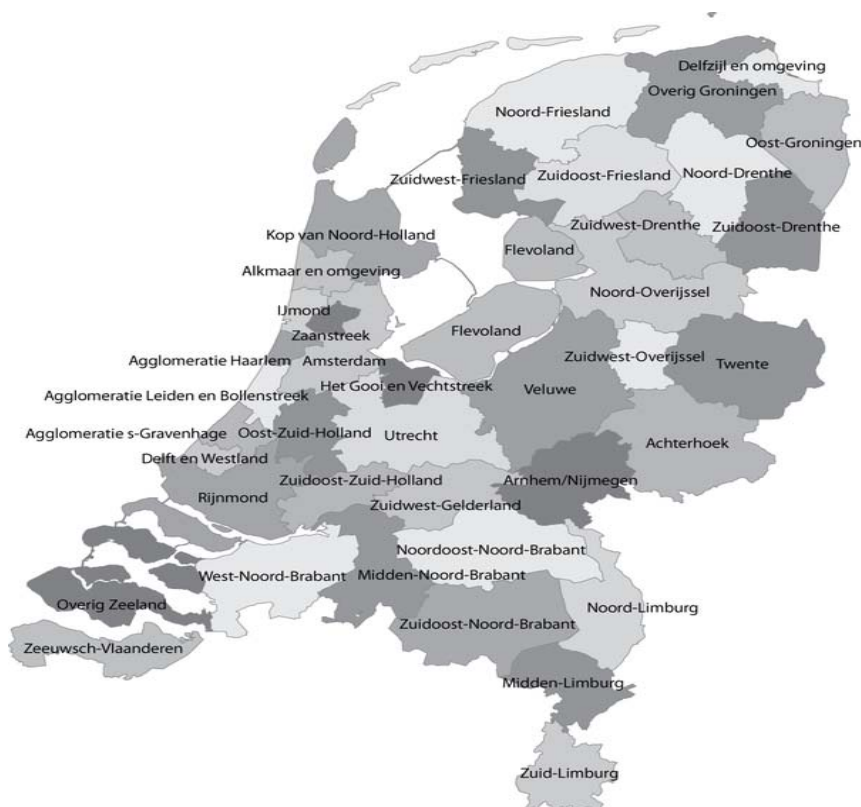 Delfzijl en omgeving
Overig Groningen
Noord-Friesland
Oost-Groningen
Zuidwest-Friesland
Zuidoost-Friesland
Noord-Drenthe
Zuidwest-Drenthe
Zuidoost-Drenthe
Kop van Noord-Holland
Flevoland
Alkmaar en omgeving
Noord-Overijssel
IJmond
Zaanstreek
Flevoland
Agglomeratie Haarlem
Amsterdam
Zuidwest-Overijssel
Twente
Het Gooi en Vechtstreek
Agglomeratie Leiden en Bollenstreek
Veluwe
Agglomeratie s-Gravenhage
Oost-Zuid-Holland
Utrecht
Achterhoek
Delft en Westland
Zuidoost-Zuid-Holland
Arnhem/Nijmegen
Rijnmond
Zuidwest-Gelderland
Noordoost-Noord-Brabant
West-Noord-Brabant
Midden-Noord-Brabant
Overig Zeeland
Noord-Limburg
Zuidoost-Noord-Brabant
Zeeuwsch-Vlaanderen
Midden-Limburg
Zuid-Limburg